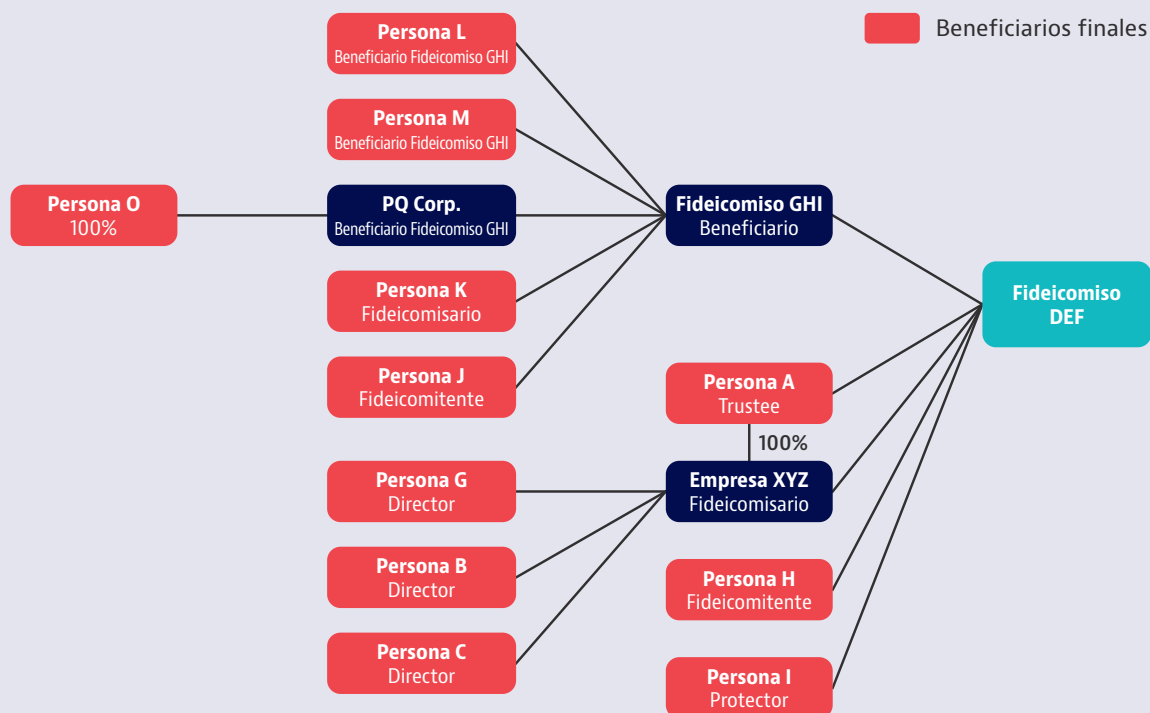 Persona L
Beneficiario Fideicomiso GHI
Beneficiarios finales
Persona M
Beneficiario Fideicomiso GHI
Persona O
100%
PQ Corp.
Beneficiario Fideicomiso GHI
Fideicomiso GHI
Beneficiario
Persona K
Fideicomisario
Fideicomiso
DEF
Persona J
Fideicomitente
Persona A
Trustee
100%
Persona G
Director
Empresa XYZ
Fideicomisario
Persona B
Director
Persona H
Fideicomitente
Persona C
Director
Persona I
Protector